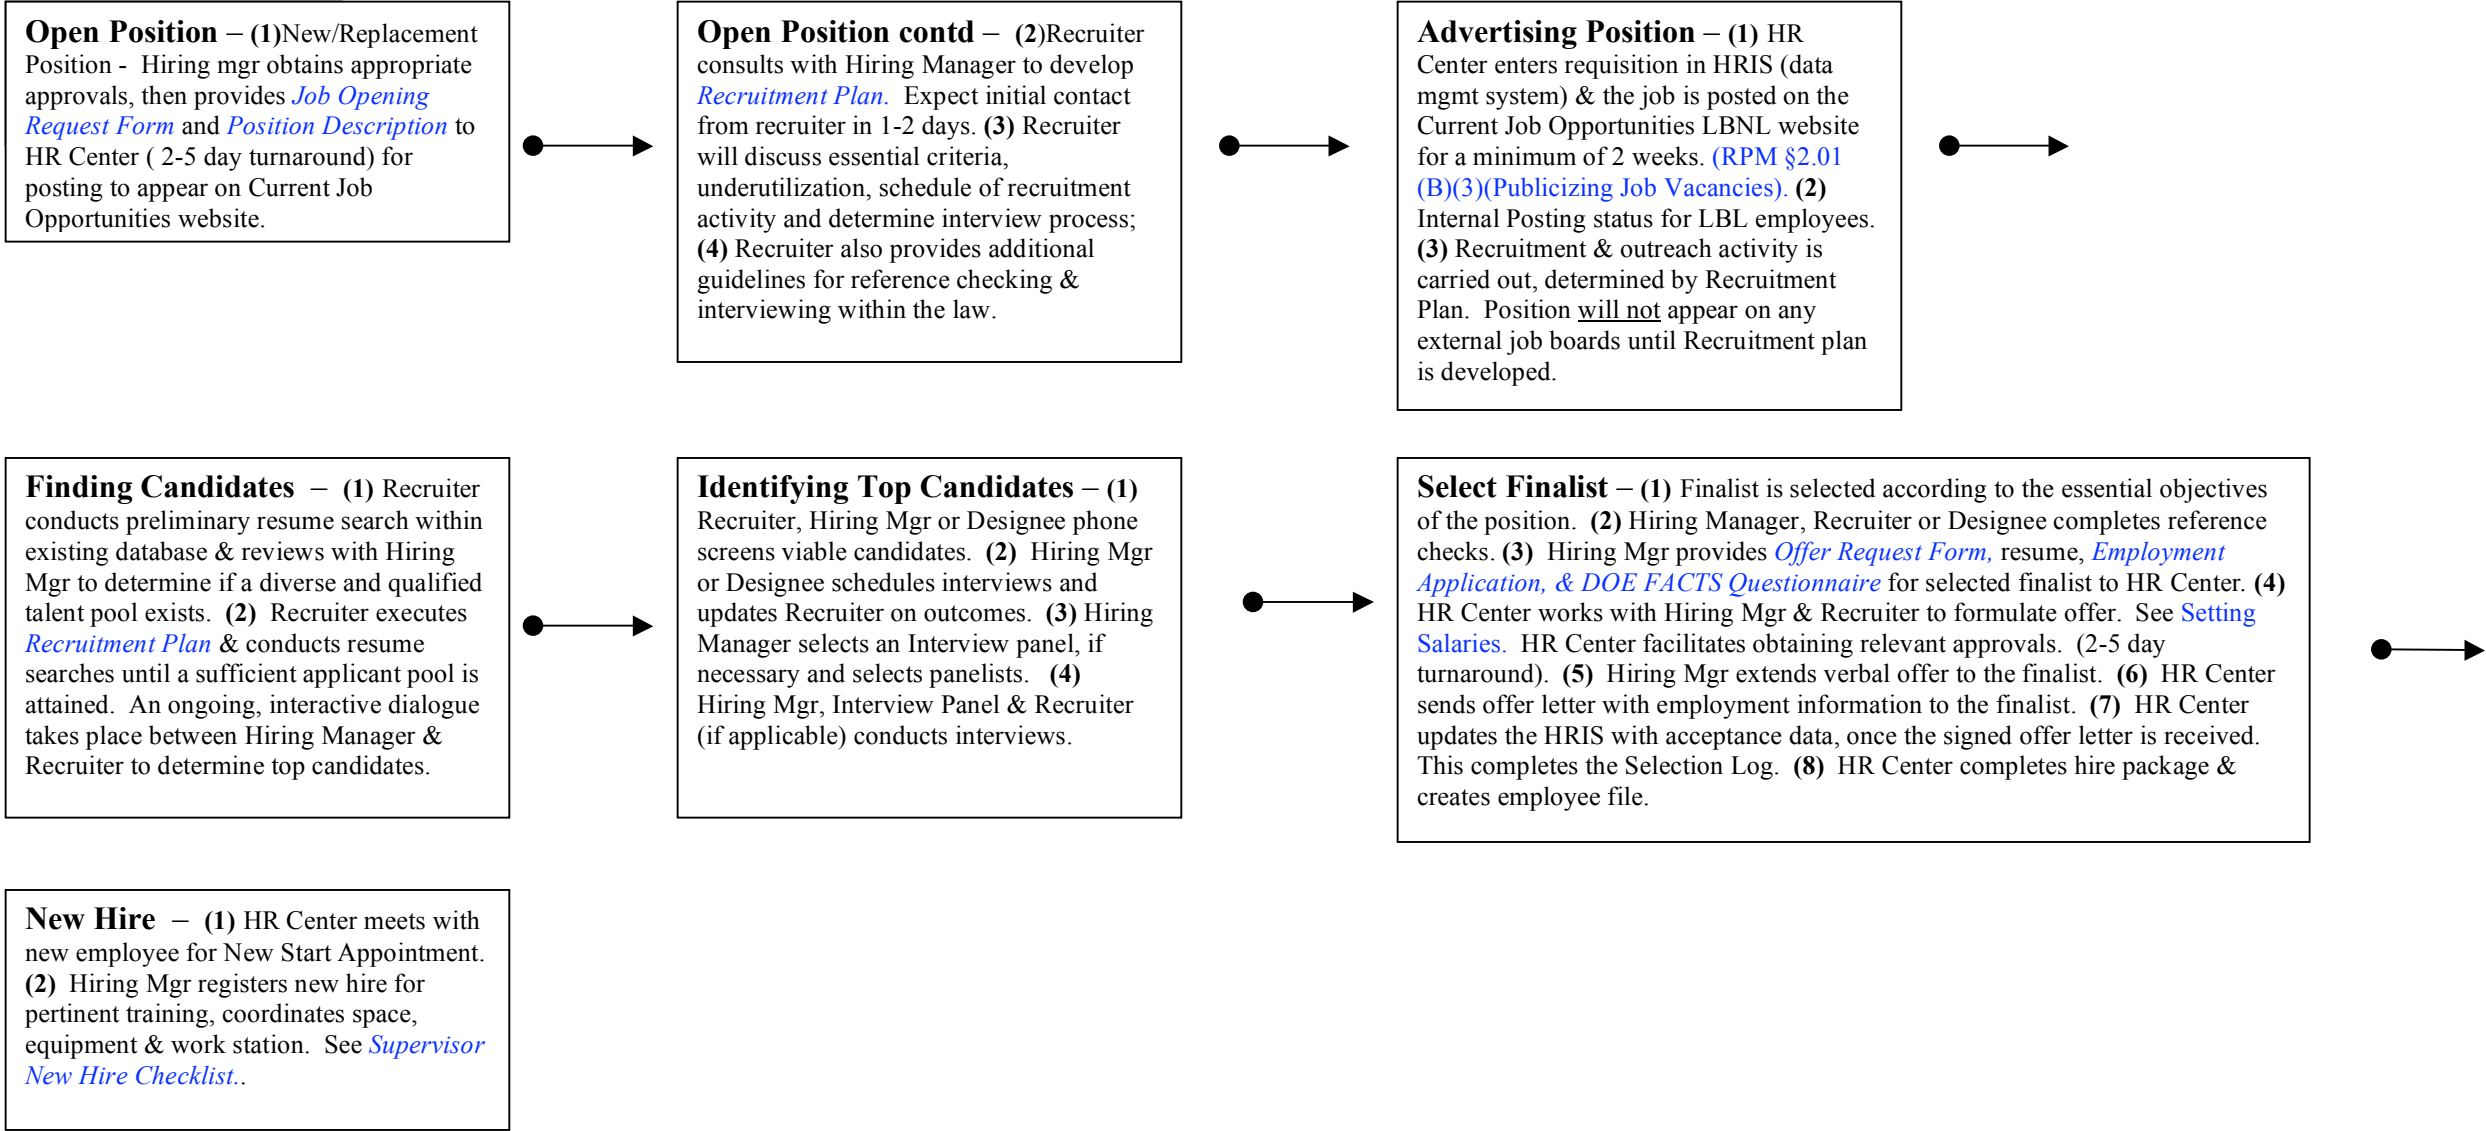 Open Position – (1)New/Replacement
Position -  Hiring mgr obtains appropriate
approvals, then provides Job Opening
Request Form and Position Description to
HR Center ( 2-5 day turnaround) for
posting to appear on Current Job
Opportunities website.
Open Position contd –  (2)Recruiter
consults with Hiring Manager to develop
Recruitment Plan.  Expect initial contact
from recruiter in 1-2 days. (3) Recruiter
will discuss essential criteria,
underutilization, schedule of recruitment
activity and determine interview process;
(4) Recruiter also provides additional
guidelines for reference checking &
interviewing within the law.
Advertising Position – (1) HR
Center enters requisition in HRIS (data
mgmt system) & the job is posted on the
Current Job Opportunities LBNL website
for a minimum of 2 weeks. (RPM §2.01
(B)(3)(Publicizing Job Vacancies). (2)
Internal Posting status for LBL employees.
(3) Recruitment & outreach activity is
carried out, determined by Recruitment
Plan.  Position will not appear on any
external job boards until Recruitment plan
is developed.
Finding Candidates  –  (1) Recruiter
conducts preliminary resume search within
existing database & reviews with Hiring
Mgr to determine if a diverse and qualified
talent pool exists.  (2)  Recruiter executes
Recruitment Plan & conducts resume
searches until a sufficient applicant pool is
attained.  An ongoing, interactive dialogue
takes place between Hiring Manager &
Recruiter to determine top candidates.
Identifying Top Candidates – (1)
Recruiter, Hiring Mgr or Designee phone
screens viable candidates.  (2)  Hiring Mgr
or Designee schedules interviews and
updates Recruiter on outcomes.  (3) Hiring
Manager selects an Interview panel, if
necessary and selects panelists.   (4)
Hiring Mgr, Interview Panel & Recruiter
(if applicable) conducts interviews.
Select Finalist – (1) Finalist is selected according to the essential objectives
of the position.  (2) Hiring Manager, Recruiter or Designee completes reference
checks. (3)  Hiring Mgr provides Offer Request Form, resume, Employment
Application, & DOE FACTS Questionnaire for selected finalist to HR Center. (4)
HR Center works with Hiring Mgr & Recruiter to formulate offer.  See Setting
Salaries.  HR Center facilitates obtaining relevant approvals.  (2-5 day
turnaround).  (5)  Hiring Mgr extends verbal offer to the finalist.  (6)  HR Center
sends offer letter with employment information to the finalist.  (7)  HR Center
updates the HRIS with acceptance data, once the signed offer letter is received.
This completes the Selection Log.  (8)  HR Center completes hire package &
creates employee file.
New Hire  –  (1) HR Center meets with
new employee for New Start Appointment.
(2)  Hiring Mgr registers new hire for
pertinent training, coordinates space,
equipment & work station.  See Supervisor
New Hire Checklist..